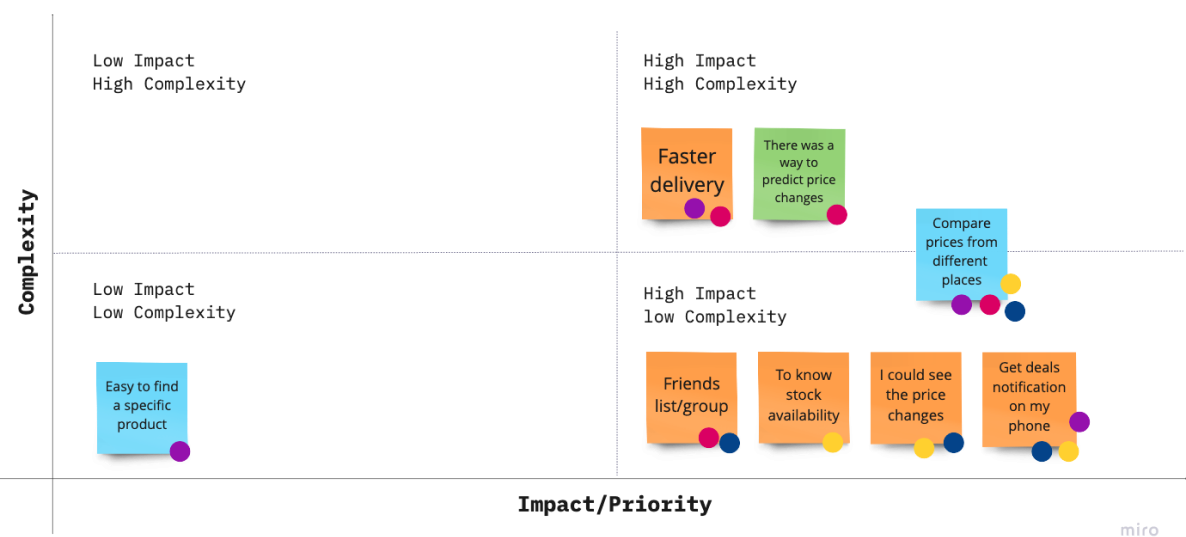 Low Impact
High Complexity
High Impact
High Complexity
Faster
delivery
There was a
way to
predict price
changes
Compare
prices from
different
places
Complexity
Low Impact
Low Complexity
High Impact
low Complexity
Easy to find
a specific
product
Friends
list/group
To know
stock
availability
I could see
the price
changes
Get deals
notification
on my
phone
Impact/Priority
miro